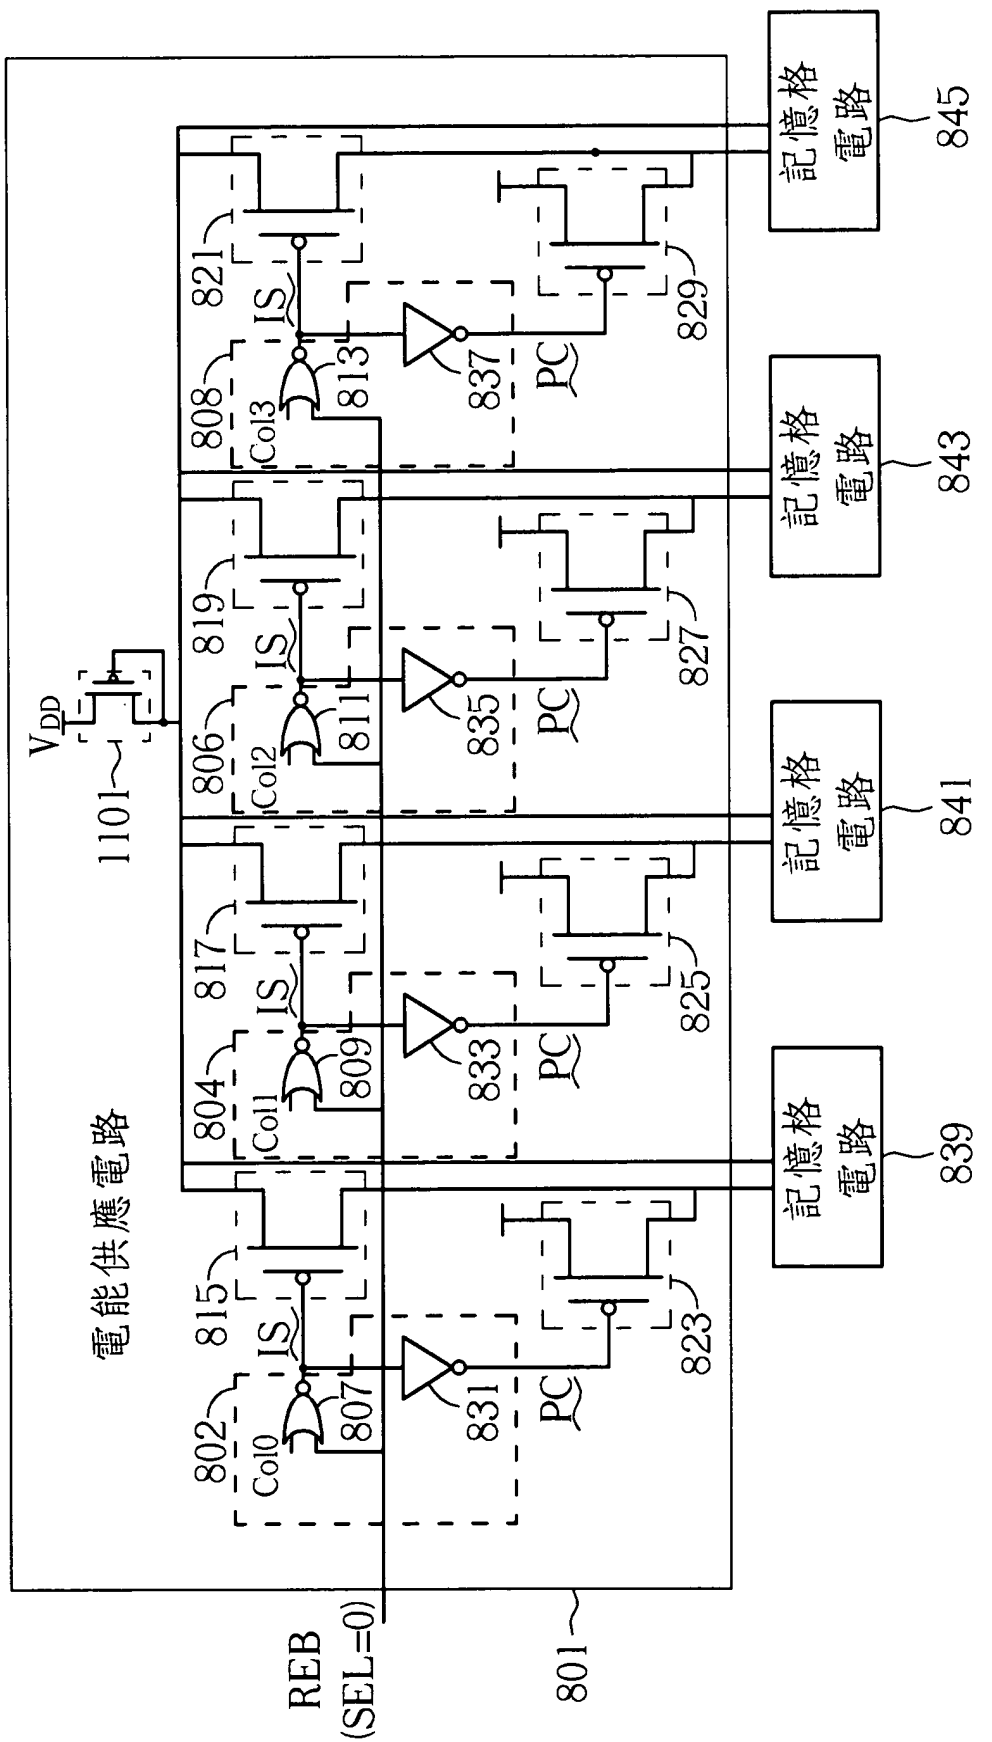 電能供應電路
V_DD
1101
802
Col0
807
IS
815
831
PC
823
804
Col1
809
IS
817
833
PC
825
806
Col2
811
IS
819
835
PC
827
808
Col3
813
IS
821
837
PC
829
REB
(SEL=0)
801
記憶格
電路
839
記憶格
電路
841
記憶格
電路
843
記憶格
電路
845